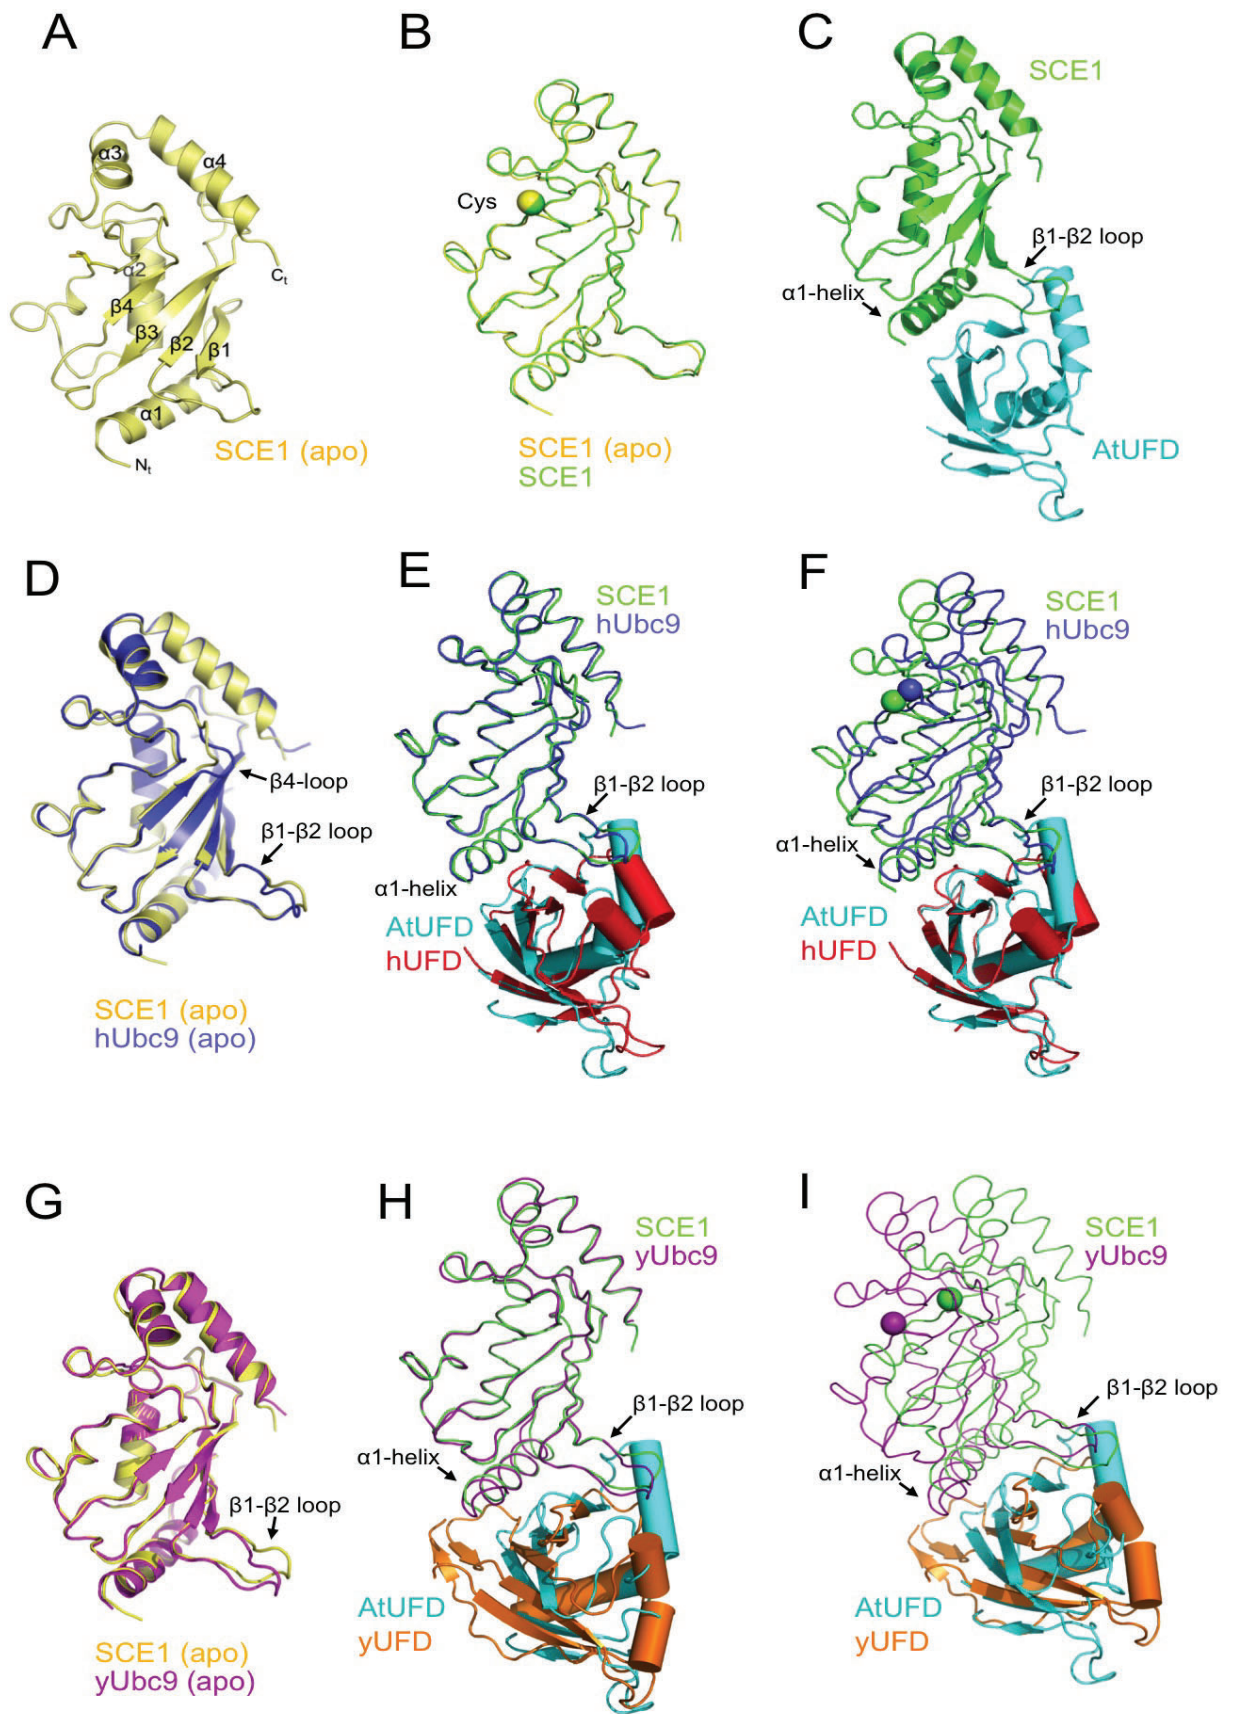 A
α3
α4
α2
Ct
β4
β3
β2
β1
α1
Nt
SCE1 (apo)
B
Cys
SCE1 (apo)
SCE1
C
SCE1
β1-β2 loop
α1-helix
AtUFD
D
β4-loop
β1-β2 loop
SCE1 (apo)
hUbc9 (apo)
E
SCE1
hUbc9
β1-β2 loop
α1-helix
AtUFD
hUFD
F
SCE1
hUbc9
β1-β2 loop
α1-helix
AtUFD
hUFD
G
β1-β2 loop
SCE1 (apo)
yUbc9 (apo)
H
SCE1
yUbc9
β1-β2 loop
α1-helix
AtUFD
yUFD
I
SCE1
yUbc9
β1-β2 loop
α1-helix
AtUFD
yUFD